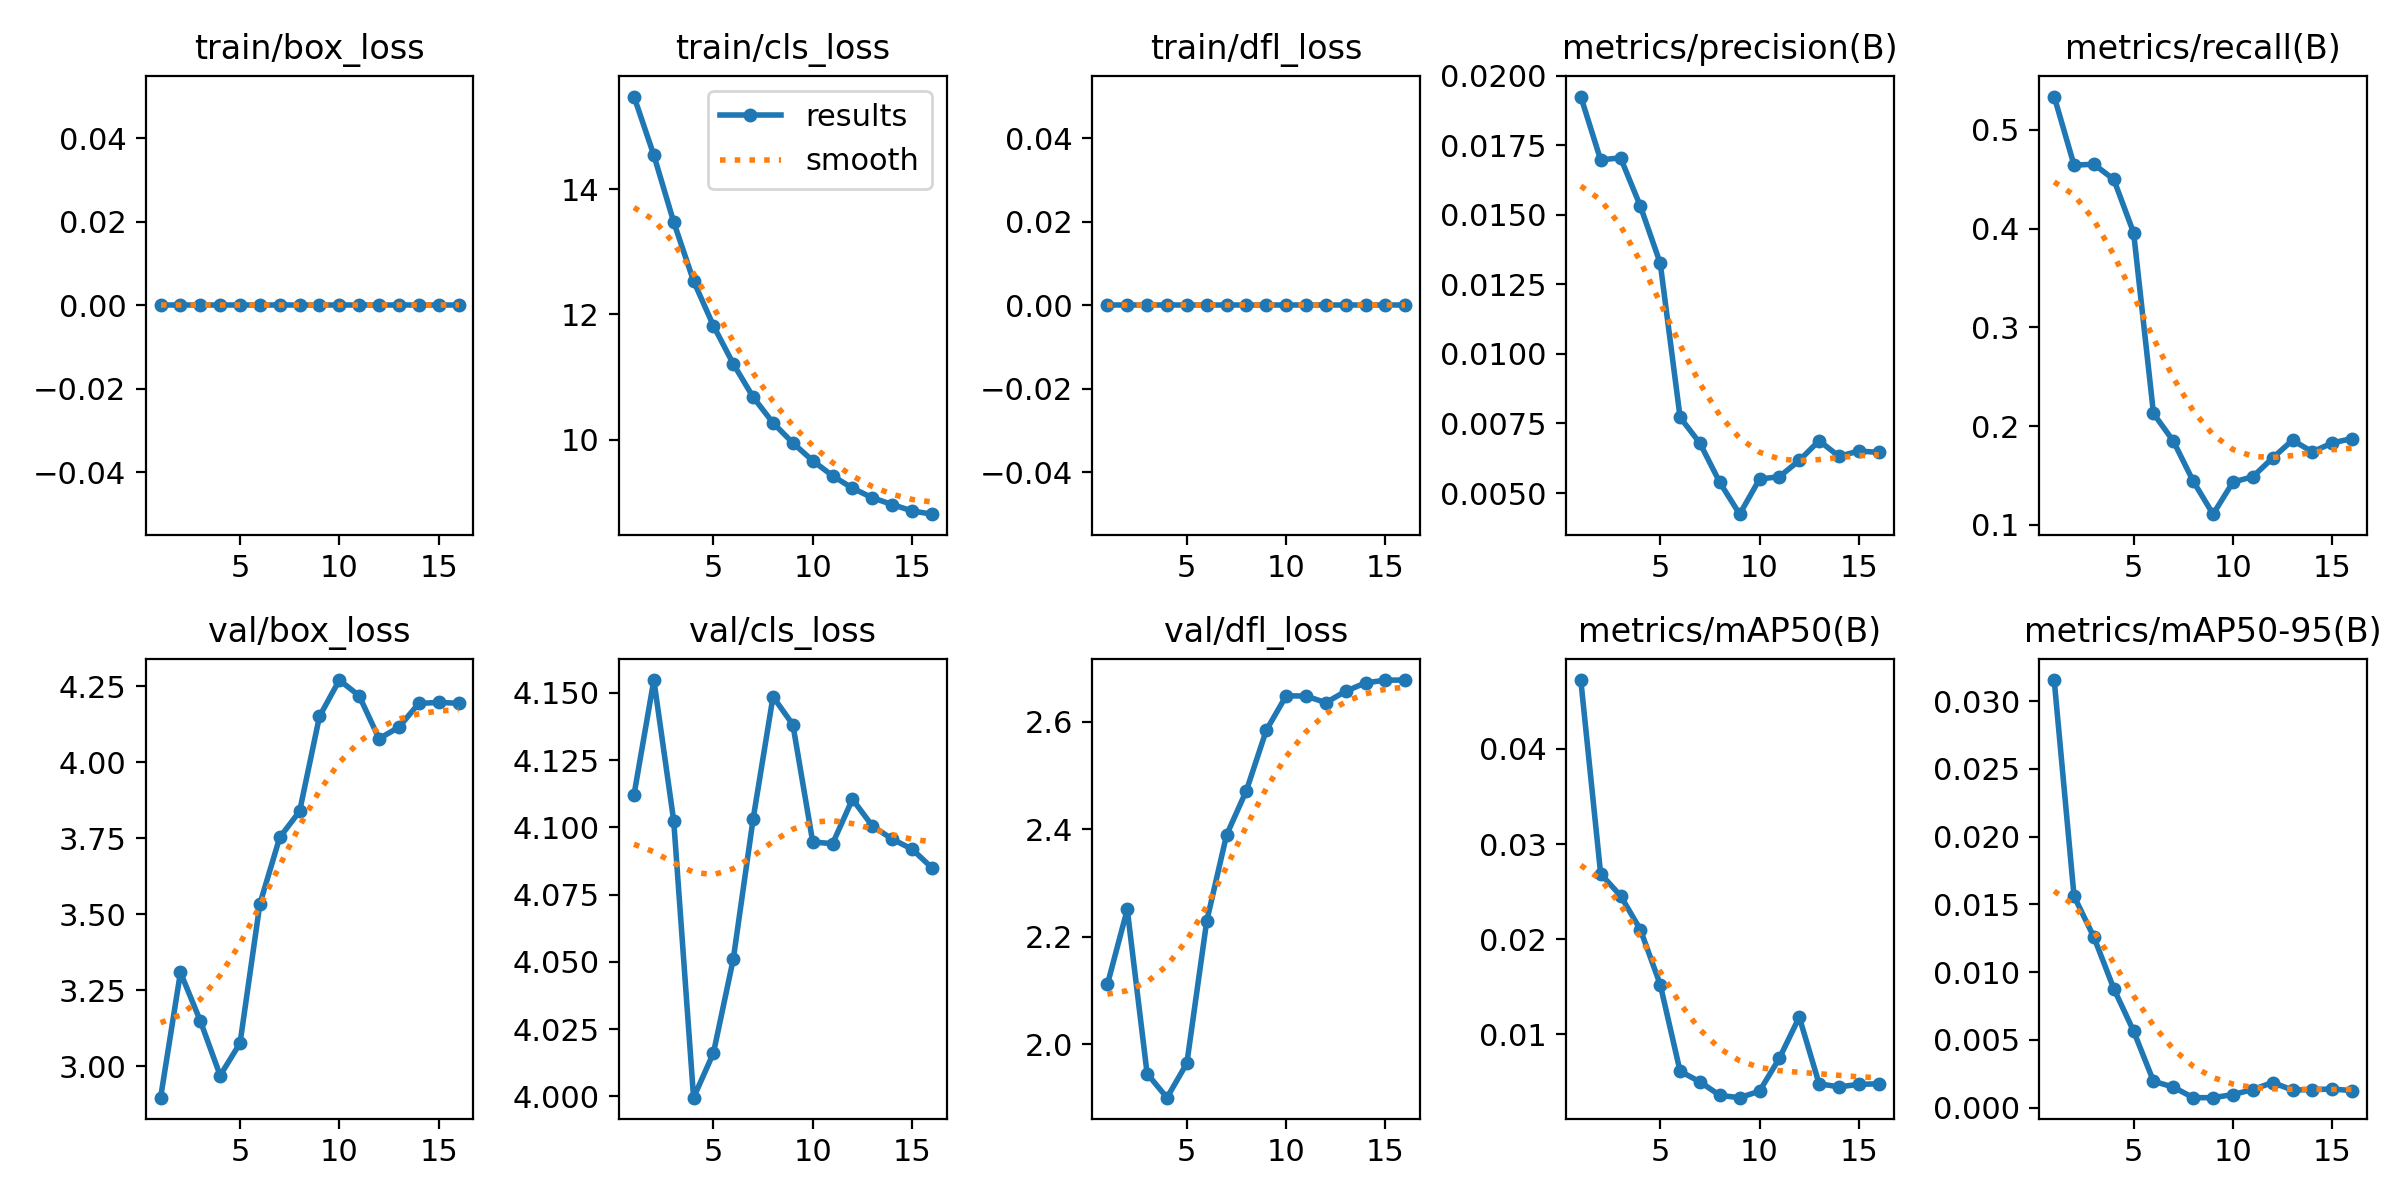 train/box_loss
0.04
0.02
0.00
−0.02
−0.04
5 10 15
train/cls_loss
results
smooth
14
12
10
5 10 15
train/dfl_loss
0.04
0.02
0.00
−0.02
−0.04
5 10 15
metrics/precision(B)
0.0200
0.0175
0.0150
0.0125
0.0100
0.0075
0.0050
5 10 15
metrics/recall(B)
0.5
0.4
0.3
0.2
0.1
5 10 15
val/box_loss
4.25
4.00
3.75
3.50
3.25
3.00
5 10 15
val/cls_loss
4.150
4.125
4.100
4.075
4.050
4.025
4.000
5 10 15
val/dfl_loss
2.6
2.4
2.2
2.0
5 10 15
metrics/mAP50(B)
0.04
0.03
0.02
0.01
5 10 15
metrics/mAP50-95(B)
0.030
0.025
0.020
0.015
0.010
0.005
0.000
5 10 15